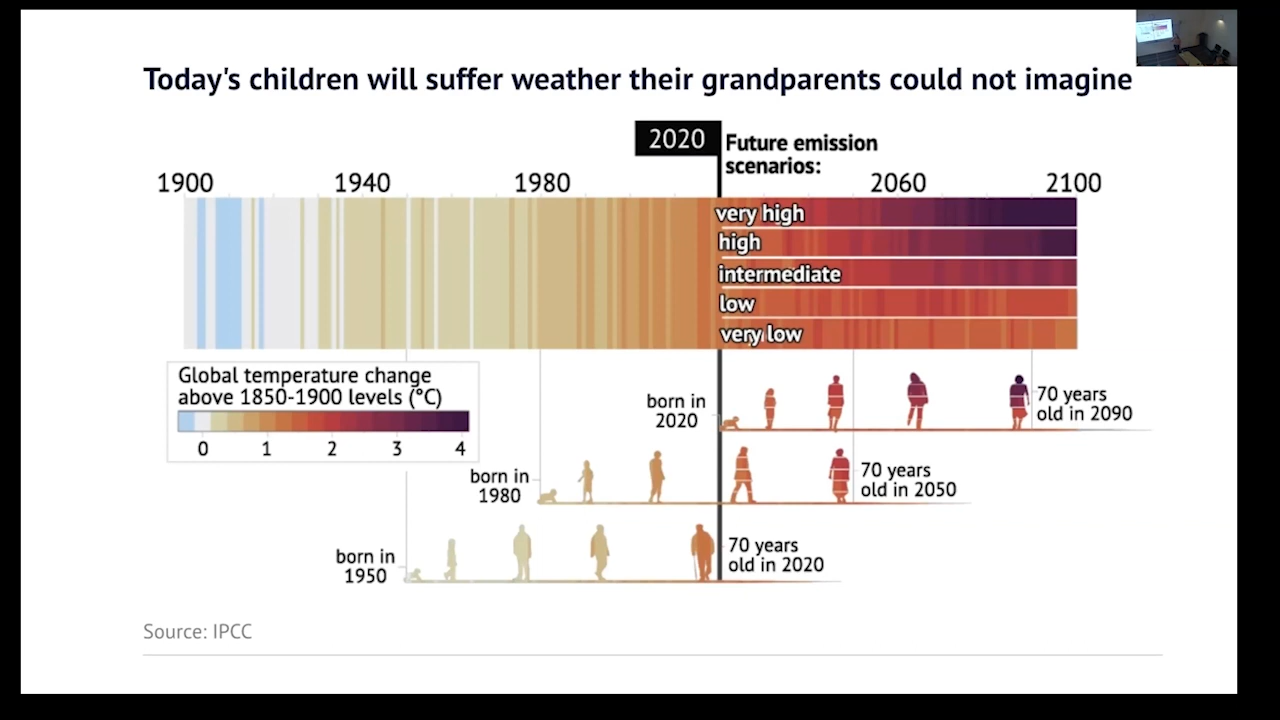 Today's children will suffer weather their grandparents could not imagine
2020
Future emission
scenarios:
1900 1940 1980 2060 2100
very high
high
intermediate
low
very low
Global temperature change
above 1850-1900 levels (°C)
0 1 2 3 4
born in
2020
70 years
old in 2090
born in
1980
70 years
old in 2050
born in
1950
70 years
old in 2020
Source: IPCC